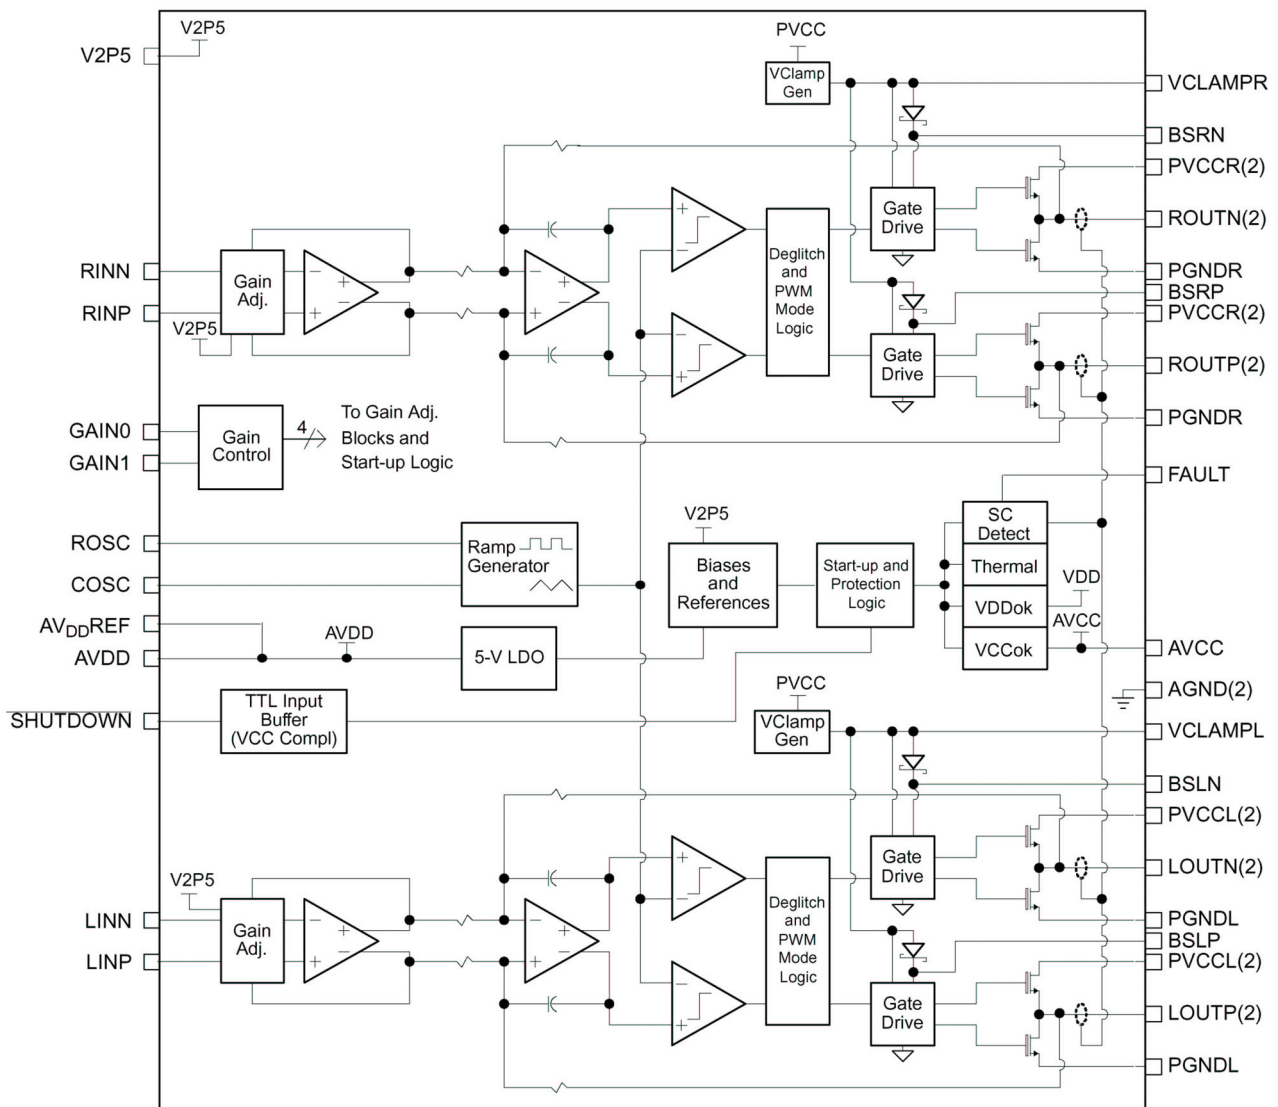 V2P5
V2P5
PVCC
VClamp
Gen
VCLAMPR
BSRN
PVCCR(2)
Gate
Drive
ROUTN(2)
Deglitch
and
PWM
Mode
Logic
RINN
RINP
Gain
Adj.
V2P5
+
−
−
+
+
−
−
+
+
−
−
+
PGNDR
BSRP
PVCCR(2)
Gate
Drive
ROUTP(2)
PGNDR
GAIN0
GAIN1
Gain
Control
4
To Gain Adj.
Blocks and
Start-up Logic
FAULT
ROSC
COSC
Ramp
Generator
V2P5
Biases
and
References
Start-up and
Protection
Logic
SC
Detect
Thermal
VDDok
VCCok
VDD
AVCC
AVCC
AVDDREF
AVDD
AVDD
5-V LDO
AGND(2)
SHUTDOWN
TTL Input
Buffer
(VCC Compl)
PVCC
VClamp
Gen
VCLAMPL
BSLN
PVCCL(2)
Gate
Drive
LOUTN(2)
Deglitch
and
PWM
Mode
Logic
V2P5
LINN
LINP
Gain
Adj.
−
+
+
−
−
+
+
−
+
−
−
+
PGNDL
BSLP
PVCCL(2)
Gate
Drive
LOUTP(2)
PGNDL